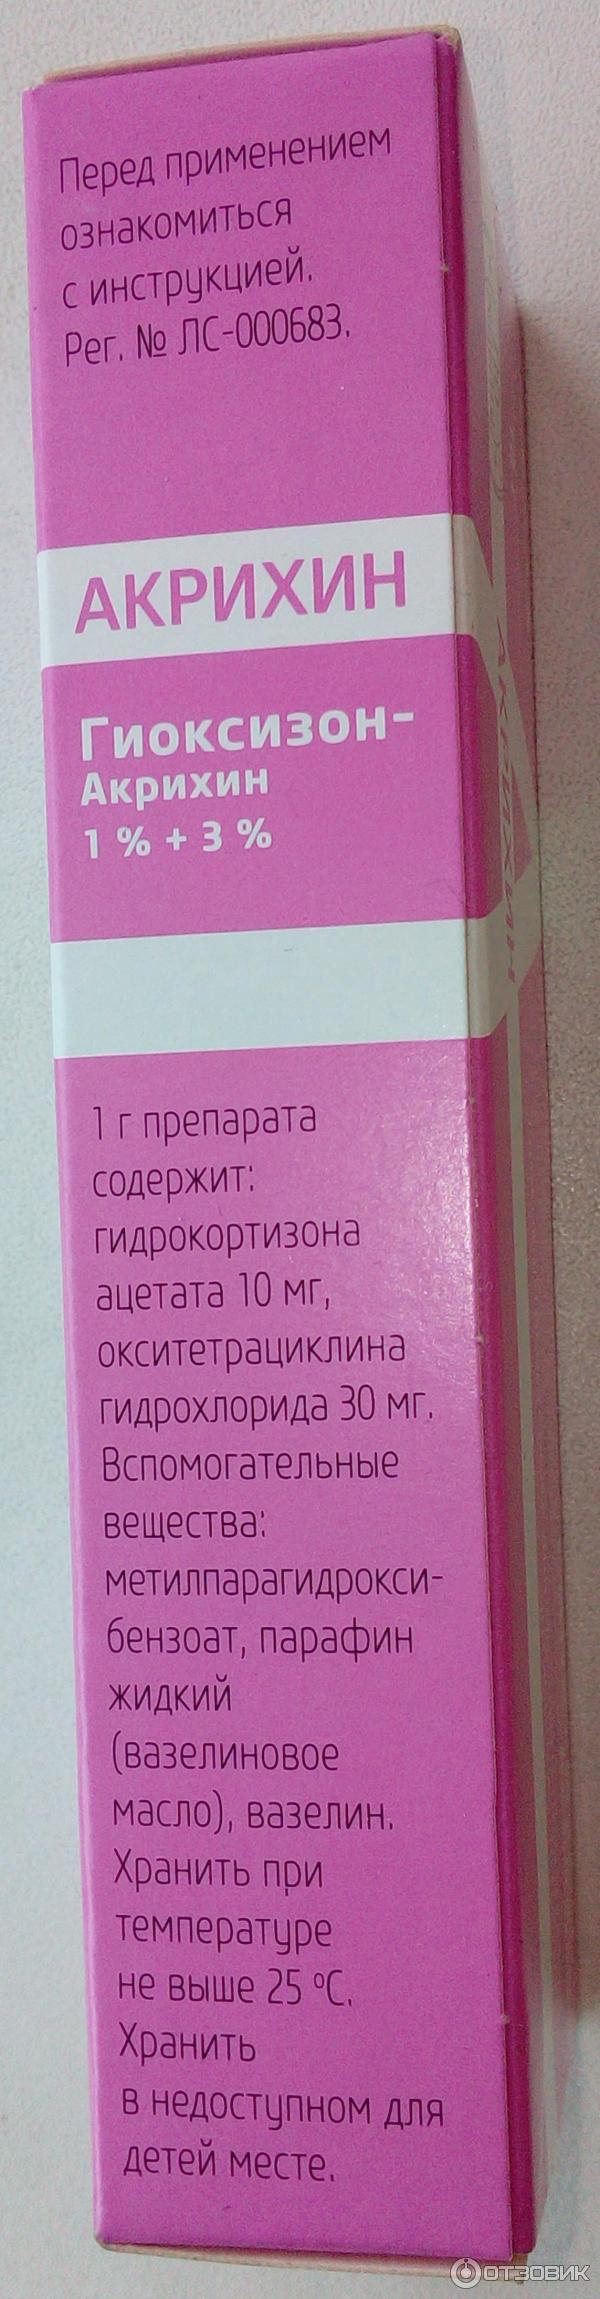 Перед применением
ознакомиться
с инструкцией.
Рег. № ЛС-000683.
АКРИХИН
Гиоксизон-
Акрихин
1 % + 3 %
1 г препарата
содержит:
гидрокортизона
ацетата 10 мг,
окситетрациклина
гидрохлорида 30 мг.
Вспомогательные
вещества:
метилпарагидрокси-
бензоат, парафин
жидкий
(вазелиновое
масло), вазелин.
Хранить при
температуре
не выше 25 °С.
Хранить
в недоступном для
детей месте.
АКРИХИН
ОТЗОВИК